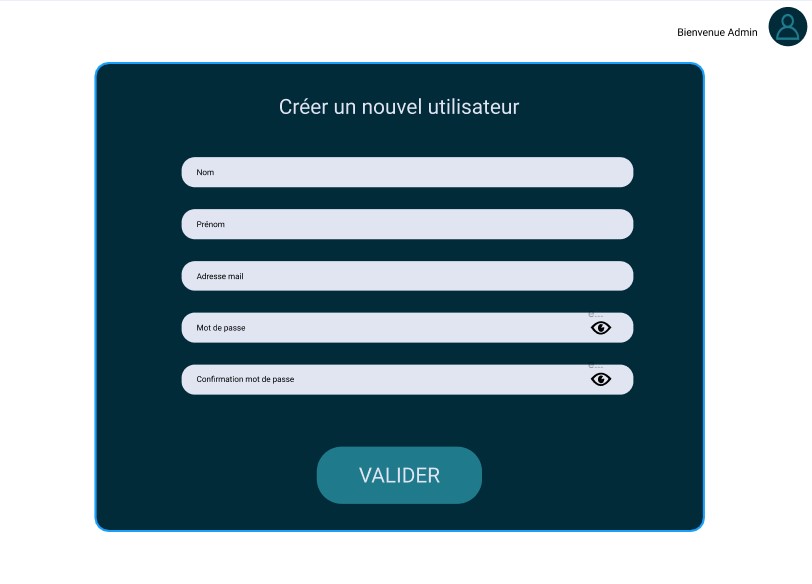 Bienvenue Admin
Créer un nouvel utilisateur
Nom
Prénom
Adresse mail
Mot de passe
Confirmation mot de passe
VALIDER